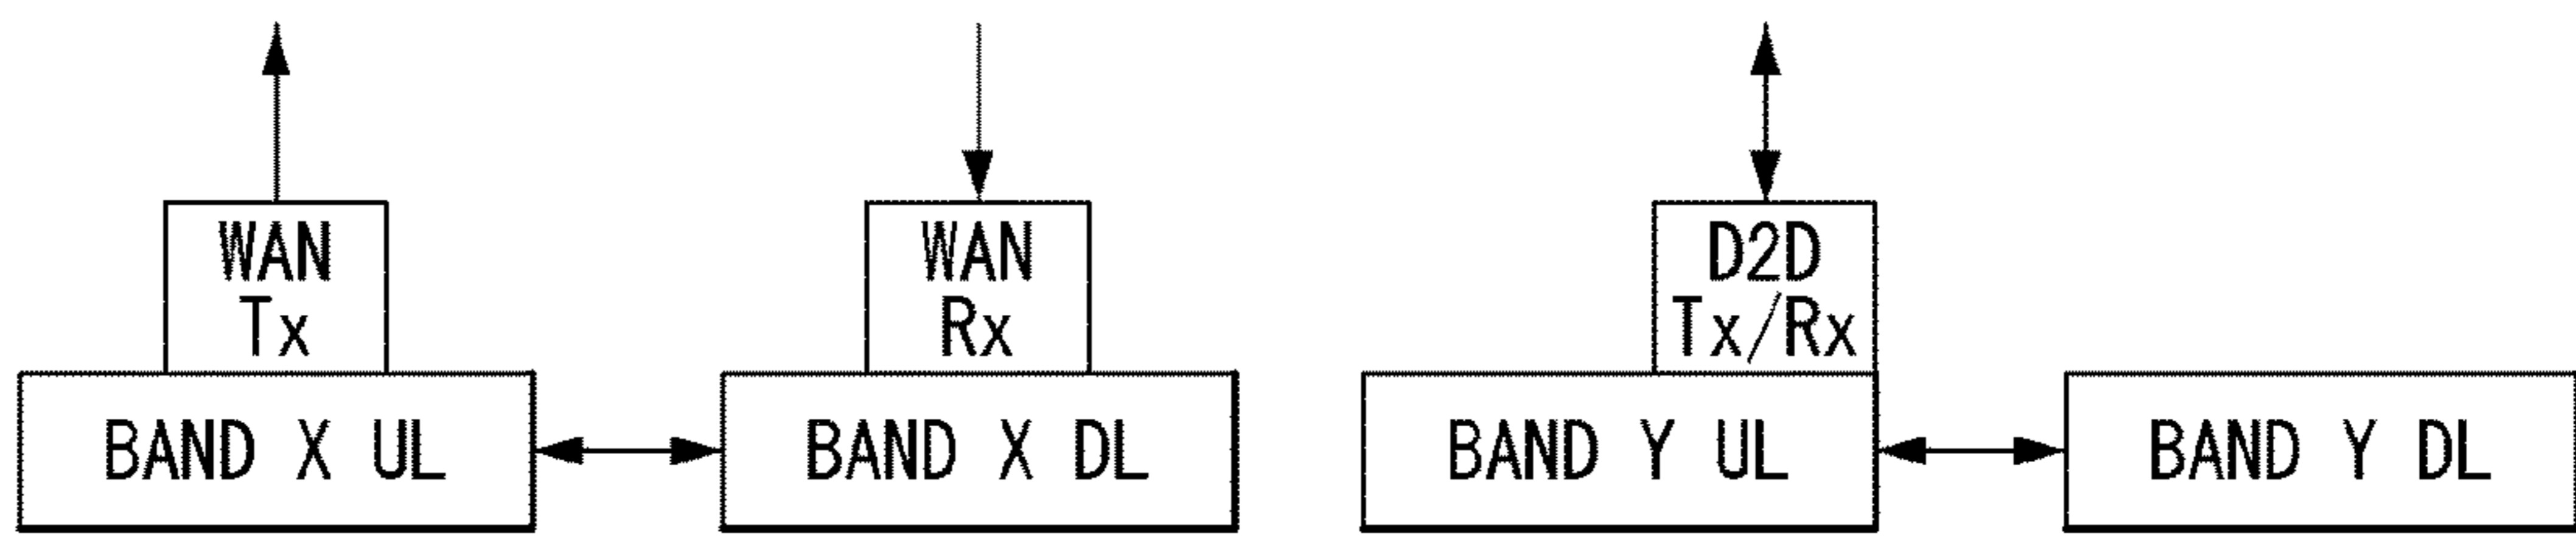 WAN
Tx
WAN
Rx
D2D
Tx/Rx
BAND X UL
BAND X DL
BAND Y UL
BAND Y DL